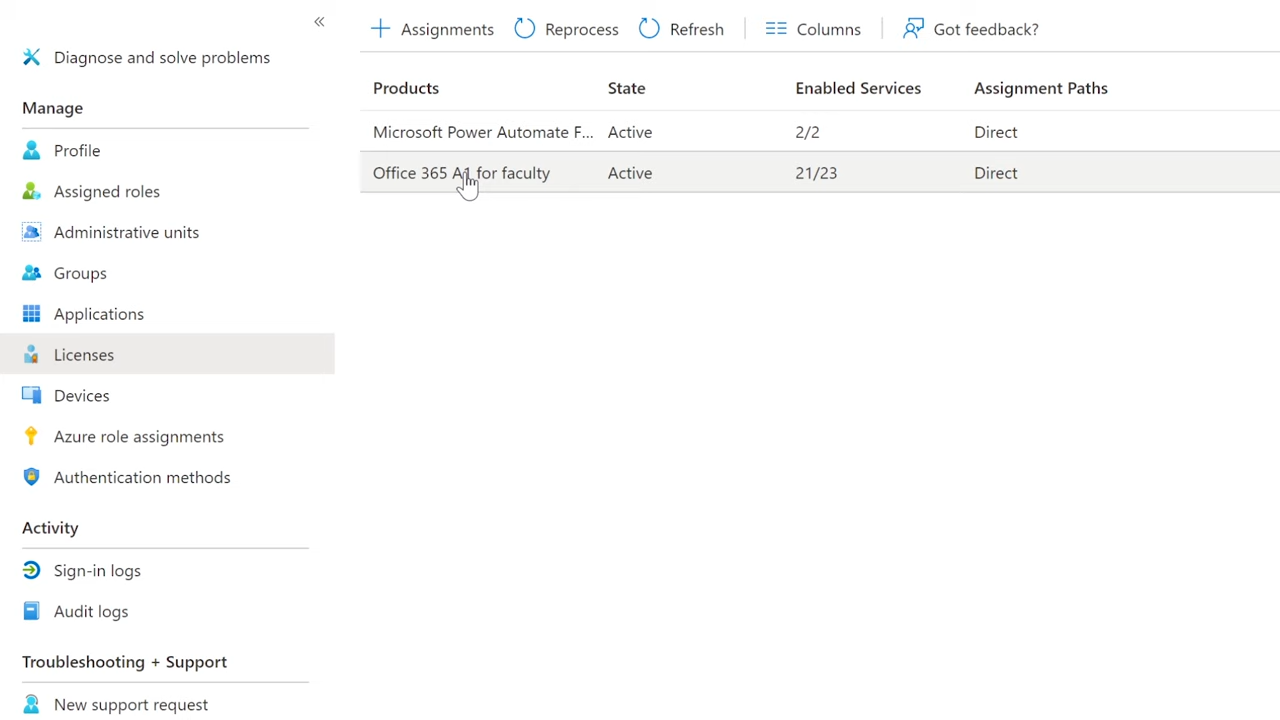 «
Diagnose and solve problems
Manage
Profile
Assigned roles
Administrative units
Groups
Applications
Licenses
Devices
Azure role assignments
Authentication methods
Activity
Sign-in logs
Audit logs
Troubleshooting + Support
New support request
Assignments Reprocess Refresh Columns Got feedback?
Products State Enabled Services Assignment Paths
Microsoft Power Automate F... Active 2/2 Direct
Office 365 A1 for faculty Active 21/23 Direct